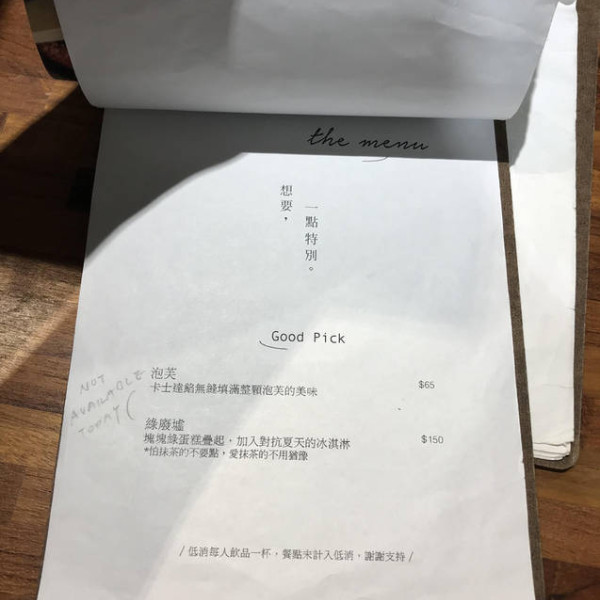 the menu
想要，
一點特別。
Good Pick
泡芙
卡士達餡無縫填滿整顆泡芙的美味
$65
NOT
AVAILABLE
TODAY
綠廢墟
塊塊綠蛋糕疊起，加入對抗夏天的冰淇淋
$150
*怕抹茶的不要點，愛抹茶的不用猶豫
/ 低消每人飲品一杯，餐點未計入低消，謝謝支持 /